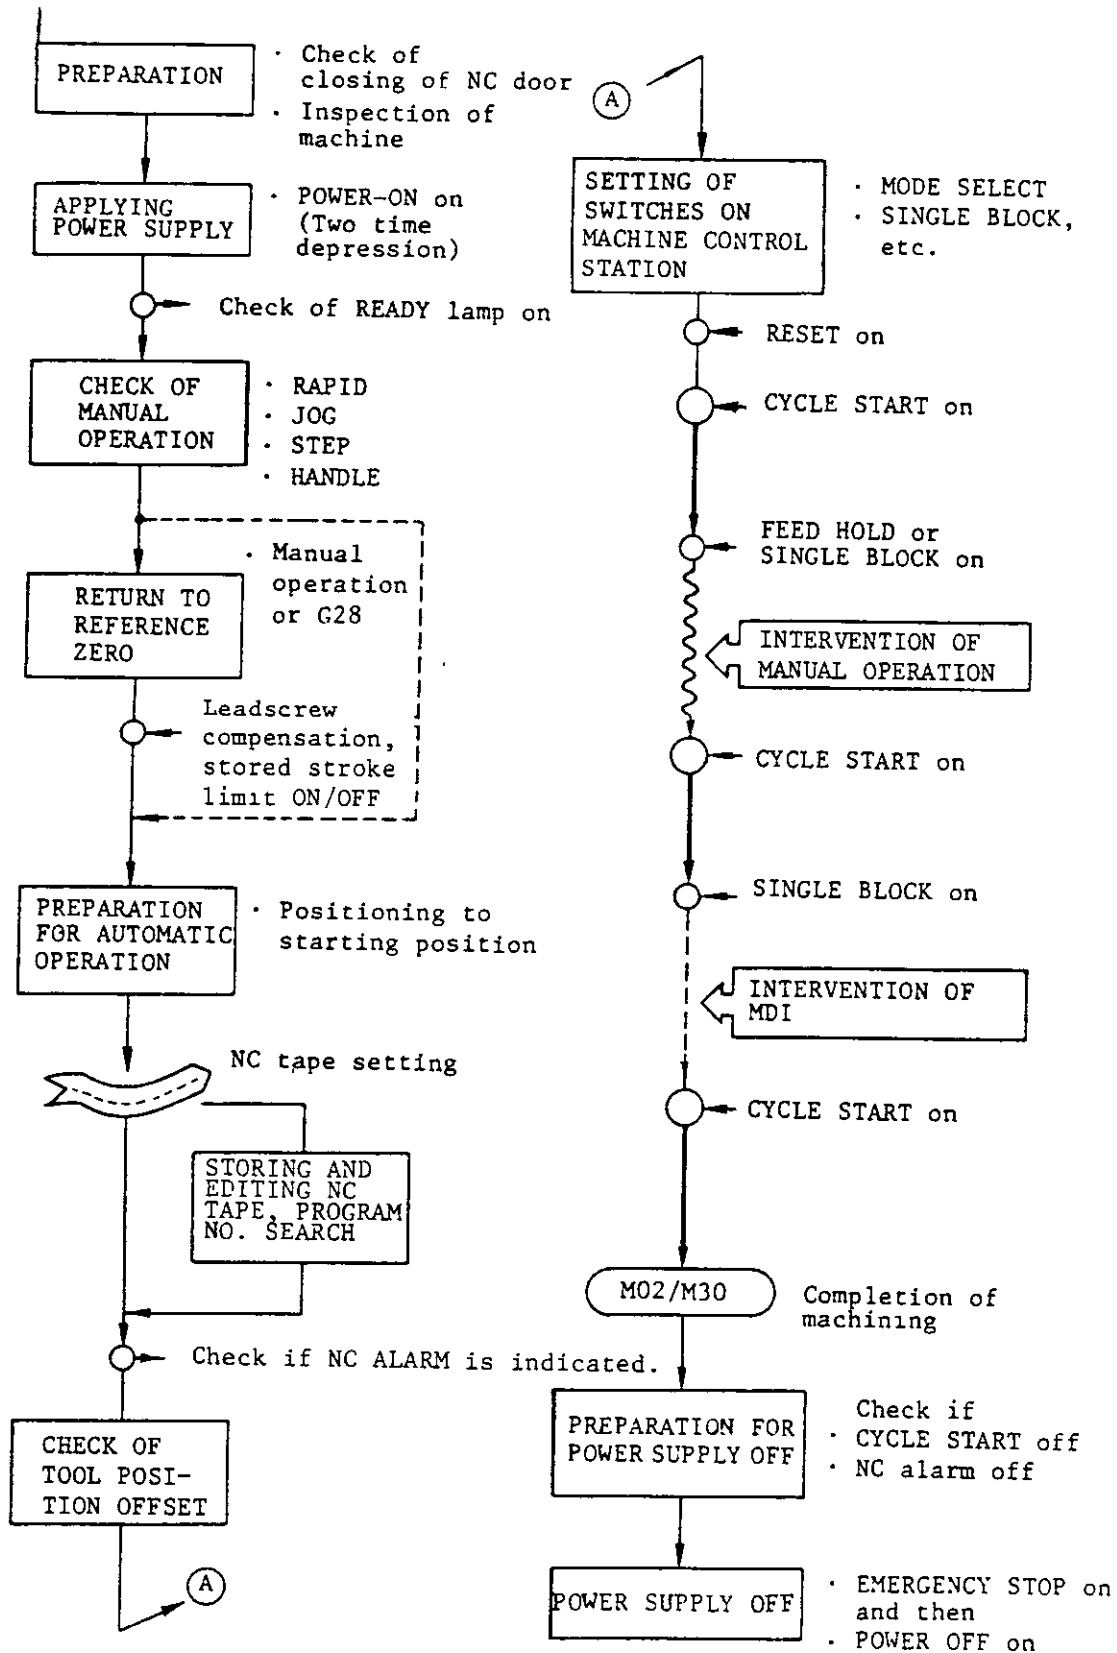 PREPARATION
· Check of
closing of NC door
· Inspection of
machine
APPLYING
POWER SUPPLY
· POWER-ON on
(Two time
depression)
Check of READY lamp on
CHECK OF
MANUAL
OPERATION
· RAPID
· JOG
· STEP
· HANDLE
· Manual
operation
or G28
RETURN TO
REFERENCE
ZERO
Leadscrew
compensation,
stored stroke
limit ON/OFF
PREPARATION
FOR AUTOMATIC
OPERATION
· Positioning to
starting position
NC tape setting
STORING AND
EDITING NC
TAPE, PROGRAM
NO. SEARCH
Check if NC ALARM is indicated.
CHECK OF
TOOL POSI-
TION OFFSET
A
A
SETTING OF
SWITCHES ON
MACHINE CONTROL
STATION
· MODE SELECT
· SINGLE BLOCK,
etc.
RESET on
CYCLE START on
FEED HOLD or
SINGLE BLOCK on
INTERVENTION OF
MANUAL OPERATION
CYCLE START on
SINGLE BLOCK on
INTERVENTION OF
MDI
CYCLE START on
M02/M30
Completion of
machining
PREPARATION FOR
POWER SUPPLY OFF
Check if
· CYCLE START off
· NC alarm off
POWER SUPPLY OFF
· EMERGENCY STOP on
and then
· POWER OFF on